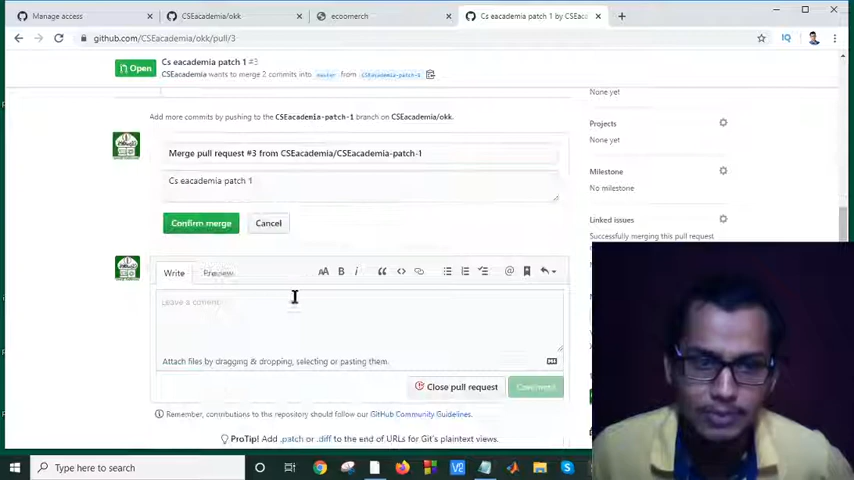 Manage access
CSEacademia/okk
ecoomerch
Cs eacademia patch 1 by CSEac
github.com/CSEacademia/okk/pull/3
Open
Cs eacademia patch 1 #3
CSEacademia wants to merge 2 commits into master from CSEacademia-patch-1
None yet
Add more commits by pushing to the CSEacademia-patch-1 branch on CSEacademia/okk.
Projects
None yet
Merge pull request #3 from CSEacademia/CSEacademia-patch-1
Cs eacademia patch 1
Milestone
No milestone
Confirm merge
Cancel
Linked issues
Successfully merging this pull request
Write
Preview
Leave a comment
Attach files by dragging & dropping, selecting or pasting them.
Close pull request
Comment
Remember, contributions to this repository should follow our GitHub Community Guidelines.
ProTip! Add .patch or .diff to the end of URLs for Git's plaintext views.
Type here to search